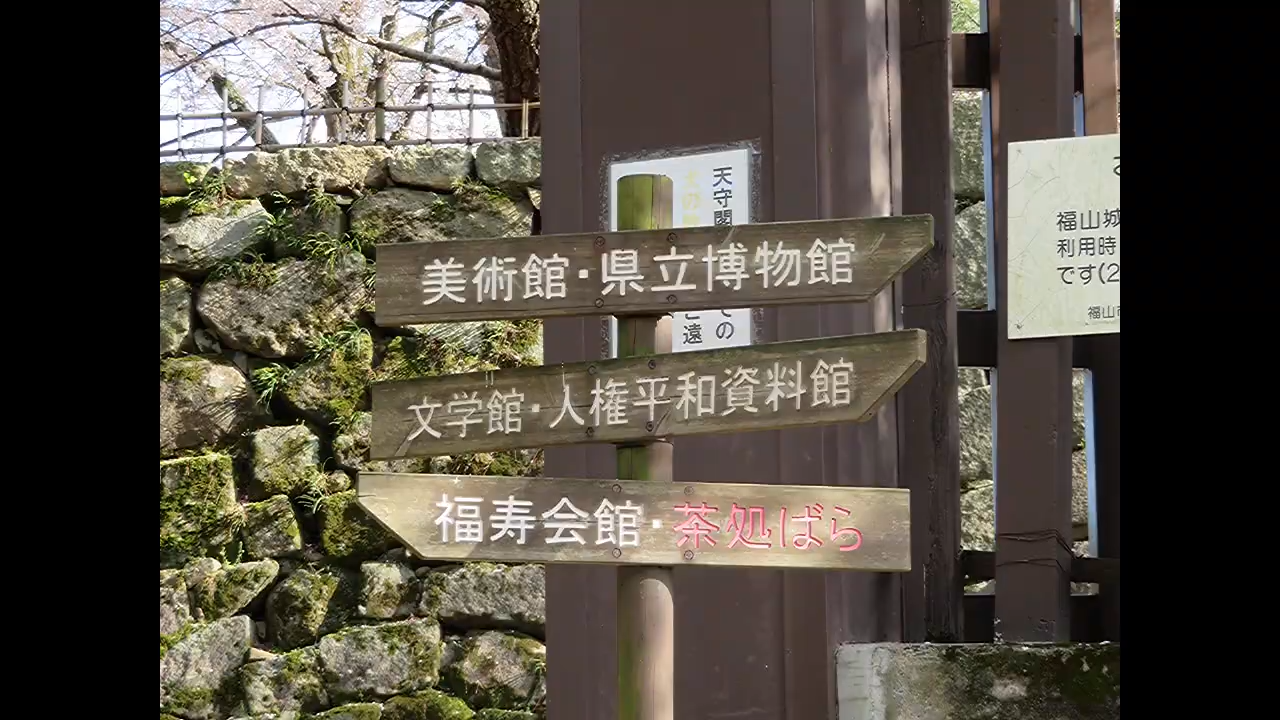 美術館・県立博物館
文学館・人権平和資料館
福寿会館・茶処ばら
天守閣
の
遠
福山城
利用時
です(2
福山市